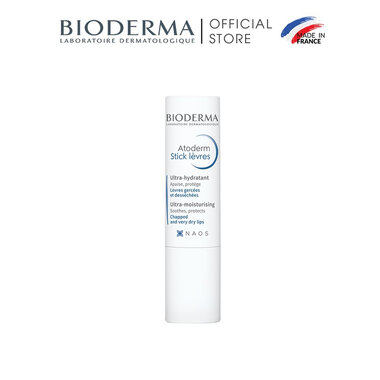 BIODERMA
LABORATOIRE DERMATOLOGIQUE
OFFICIAL
STORE
MADE IN
FRANCE
BIODERMA
LABORATOIRE DERMATOLOGIQUE
Atoderm
Stick lèvres
Ultra-hydratant
Apaise, protège
Lèvres gercées
et desséchées
Ultra-moisturising
Soothes, protects
Chapped
and very dry lips
NAOS